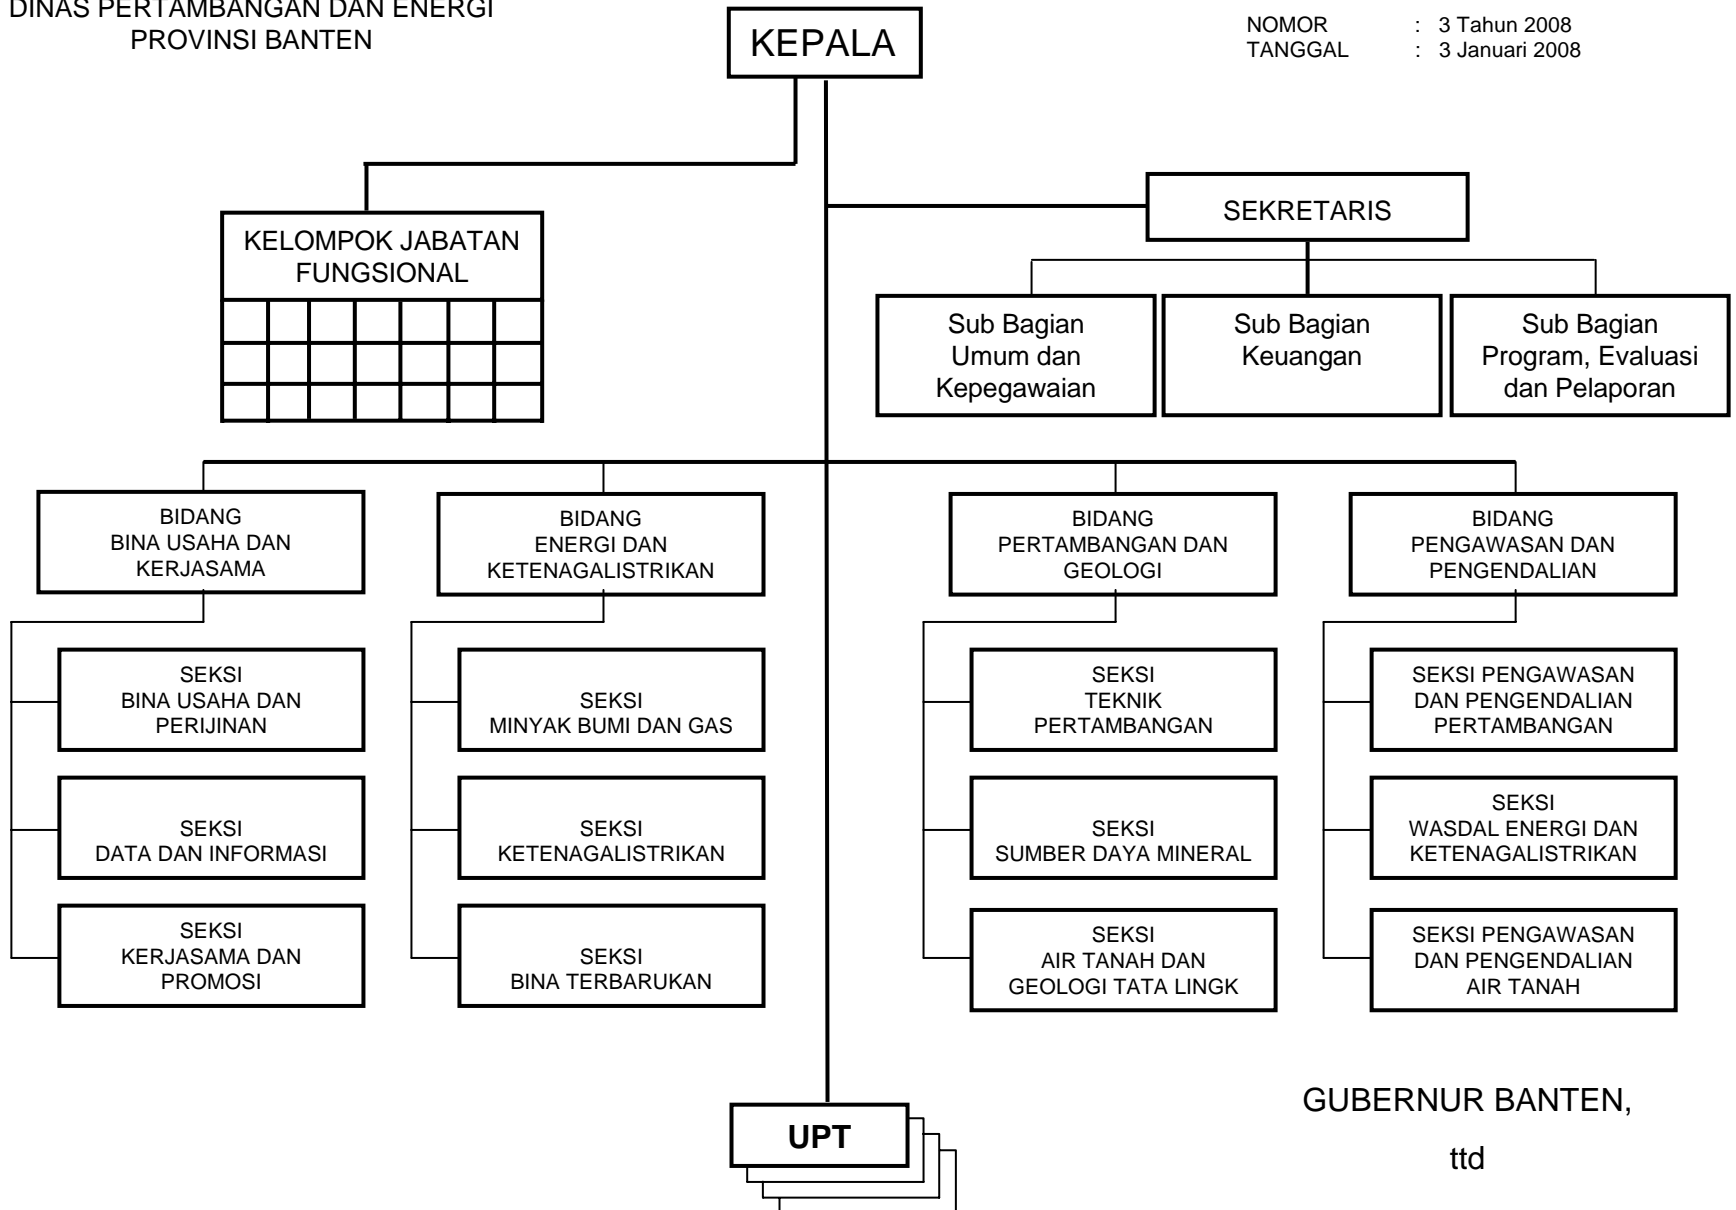 DINAS PERTAMBANGAN DAN ENERGI
PROVINSI BANTEN
NOMOR : 3 Tahun 2008
TANGGAL : 3 Januari 2008
KEPALA
SEKRETARIS
KELOMPOK JABATAN
FUNGSIONAL
Sub Bagian
Umum dan
Kepegawaian
Sub Bagian
Keuangan
Sub Bagian
Program, Evaluasi
dan Pelaporan
BIDANG
BINA USAHA DAN
KERJASAMA
BIDANG
ENERGI DAN
KETENAGALISTRIKAN
BIDANG
PERTAMBANGAN DAN
GEOLOGI
BIDANG
PENGAWASAN DAN
PENGENDALIAN
SEKSI
BINA USAHA DAN
PERIJINAN
SEKSI
MINYAK BUMI DAN GAS
SEKSI
TEKNIK
PERTAMBANGAN
SEKSI PENGAWASAN
DAN PENGENDALIAN
PERTAMBANGAN
SEKSI
DATA DAN INFORMASI
SEKSI
KETENAGALISTRIKAN
SEKSI
SUMBER DAYA MINERAL
SEKSI
WASDAL ENERGI DAN
KETENAGALISTRIKAN
SEKSI
KERJASAMA DAN
PROMOSI
SEKSI
BINA TERBARUKAN
SEKSI
AIR TANAH DAN
GEOLOGI TATA LINGK
SEKSI PENGAWASAN
DAN PENGENDALIAN
AIR TANAH
UPT
GUBERNUR BANTEN,
ttd